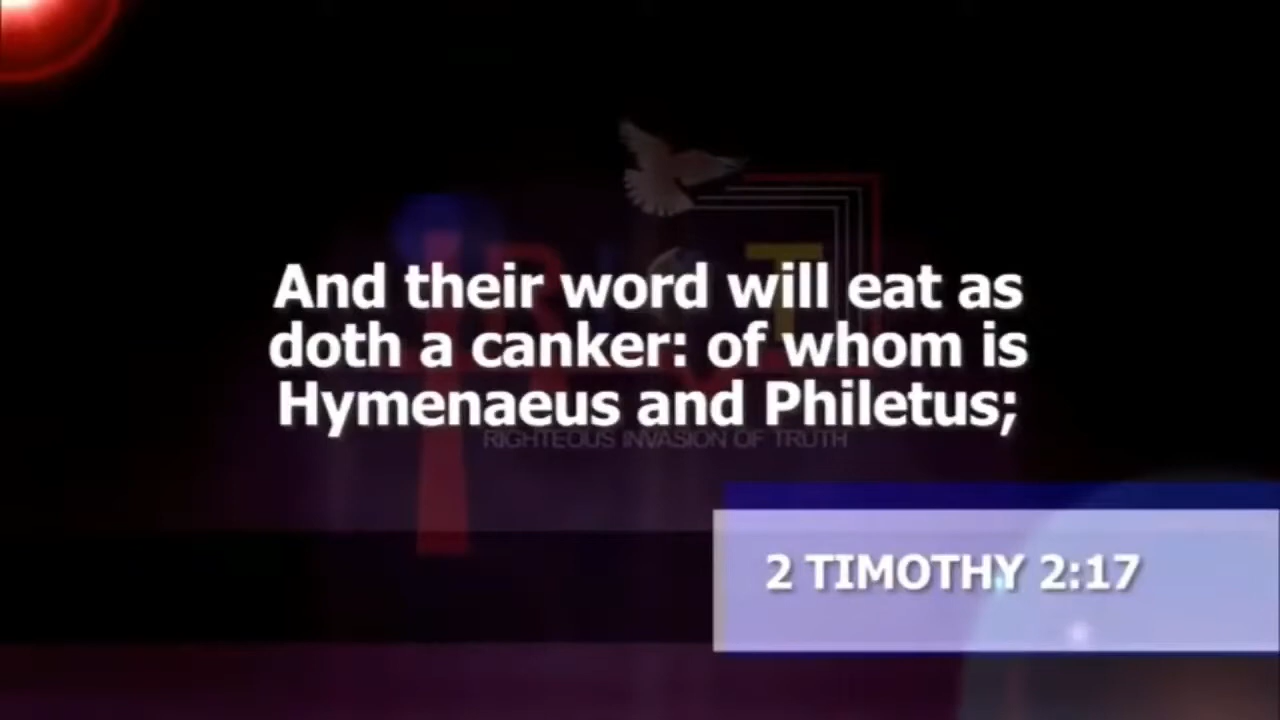 And their word will eat as
doth a canker: of whom is
Hymenaeus and Philetus;
RIGHTEOUS INVASION OF TRUTH
2 TIMOTHY 2:17